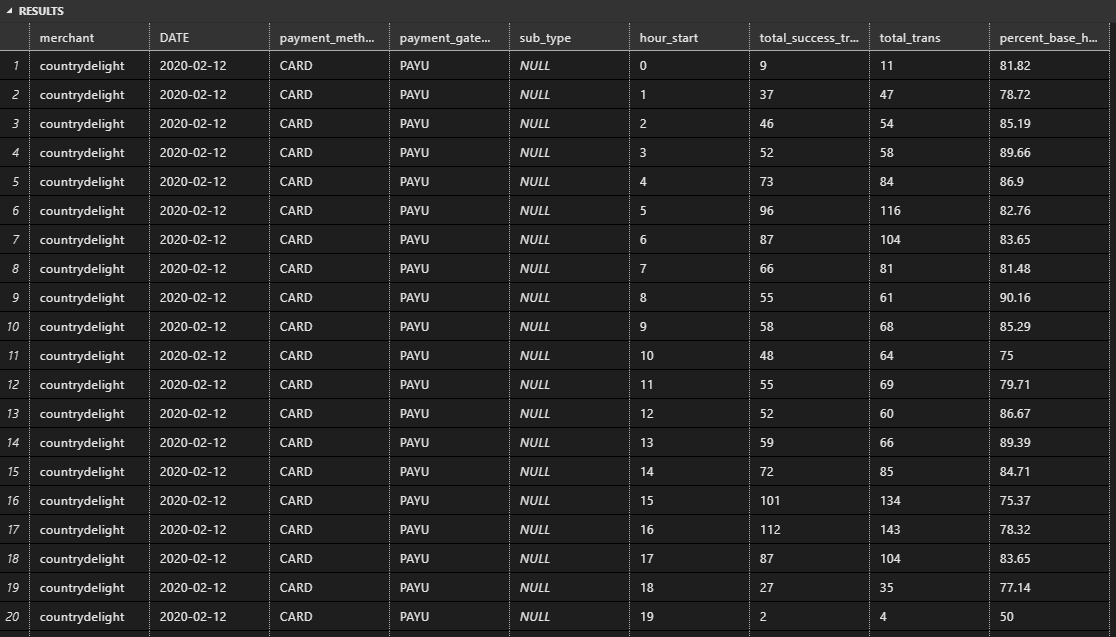 RESULTS
merchant DATE payment_meth... payment_gate... sub_type hour_start total_success_tr... total_trans percent_base_h...
1 countrydelight 2020-02-12 CARD PAYU NULL 0 9 11 81.82
2 countrydelight 2020-02-12 CARD PAYU NULL 1 37 47 78.72
3 countrydelight 2020-02-12 CARD PAYU NULL 2 46 54 85.19
4 countrydelight 2020-02-12 CARD PAYU NULL 3 52 58 89.66
5 countrydelight 2020-02-12 CARD PAYU NULL 4 73 84 86.9
6 countrydelight 2020-02-12 CARD PAYU NULL 5 96 116 82.76
7 countrydelight 2020-02-12 CARD PAYU NULL 6 87 104 83.65
8 countrydelight 2020-02-12 CARD PAYU NULL 7 66 81 81.48
9 countrydelight 2020-02-12 CARD PAYU NULL 8 55 61 90.16
10 countrydelight 2020-02-12 CARD PAYU NULL 9 58 68 85.29
11 countrydelight 2020-02-12 CARD PAYU NULL 10 48 64 75
12 countrydelight 2020-02-12 CARD PAYU NULL 11 55 69 79.71
13 countrydelight 2020-02-12 CARD PAYU NULL 12 52 60 86.67
14 countrydelight 2020-02-12 CARD PAYU NULL 13 59 66 89.39
15 countrydelight 2020-02-12 CARD PAYU NULL 14 72 85 84.71
16 countrydelight 2020-02-12 CARD PAYU NULL 15 101 134 75.37
17 countrydelight 2020-02-12 CARD PAYU NULL 16 112 143 78.32
18 countrydelight 2020-02-12 CARD PAYU NULL 17 87 104 83.65
19 countrydelight 2020-02-12 CARD PAYU NULL 18 27 35 77.14
20 countrydelight 2020-02-12 CARD PAYU NULL 19 2 4 50